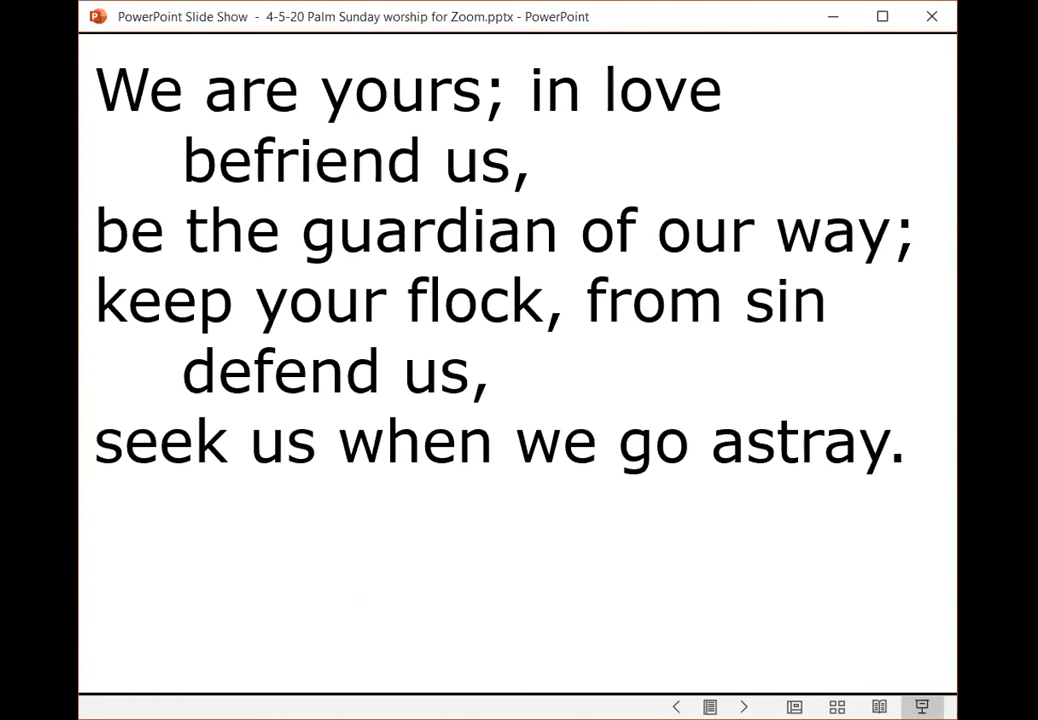 PowerPoint Slide Show - 4-5-20 Palm Sunday worship for Zoom.pptx - PowerPoint
We are yours; in love
befriend us,
be the guardian of our way;
keep your flock, from sin
defend us,
seek us when we go astray.